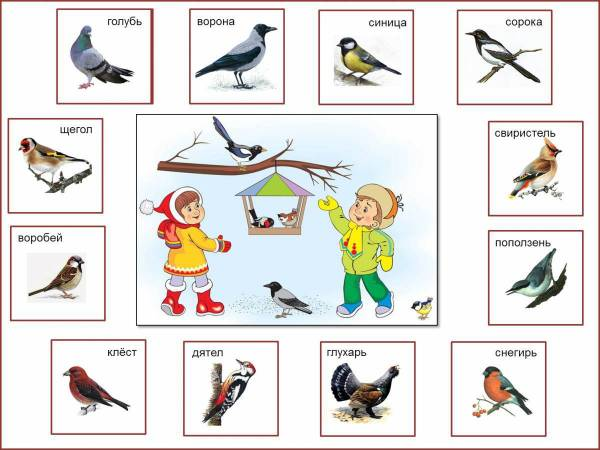 голубь
ворона
синица
сорока
щегол
свиристель
воробей
поползень
клёст
дятел
глухарь
снегирь